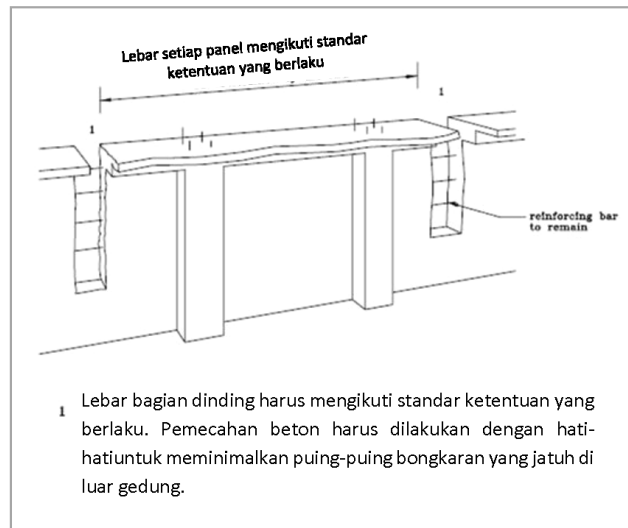 Lebar setiap panel mengikuti standar
ketentuan yang berlaku
1
1
reinforcing bar
to remain
1 Lebar bagian dinding harus mengikuti standar ketentuan yang
berlaku. Pemecahan beton harus dilakukan dengan hati-
hatiuntuk meminimalkan puing-puing bongkaran yang jatuh di
luar gedung.